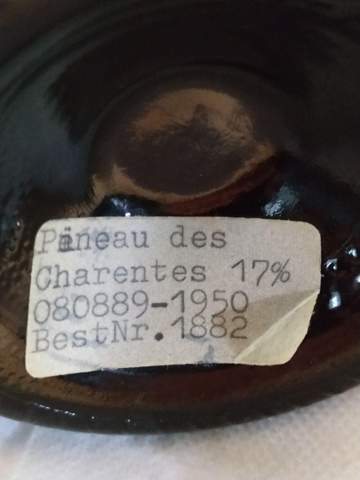 Pineau des
Charentes 17%
080889-1950
BestNr.1882